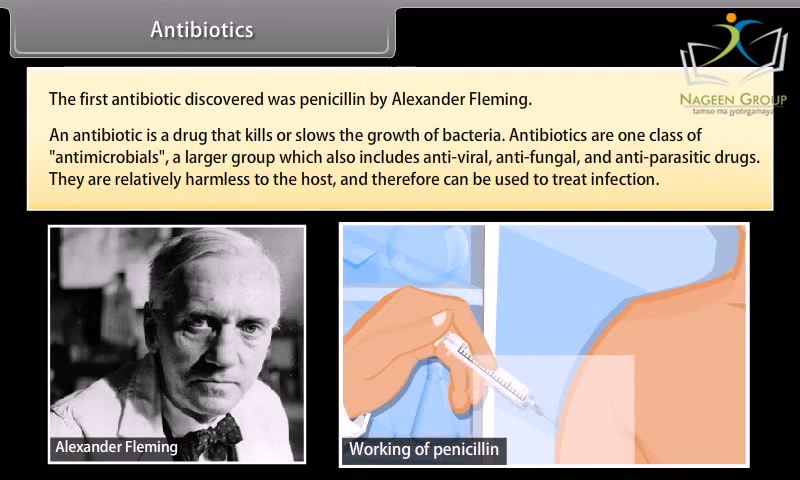 Antibiotics
NAGEEN GROUP
tamso ma jyotirgamaya
The first antibiotic discovered was penicillin by Alexander Fleming.
An antibiotic is a drug that kills or slows the growth of bacteria. Antibiotics are one class of
"antimicrobials", a larger group which also includes anti-viral, anti-fungal, and anti-parasitic drugs.
They are relatively harmless to the host, and therefore can be used to treat infection.
Alexander Fleming
Working of penicillin